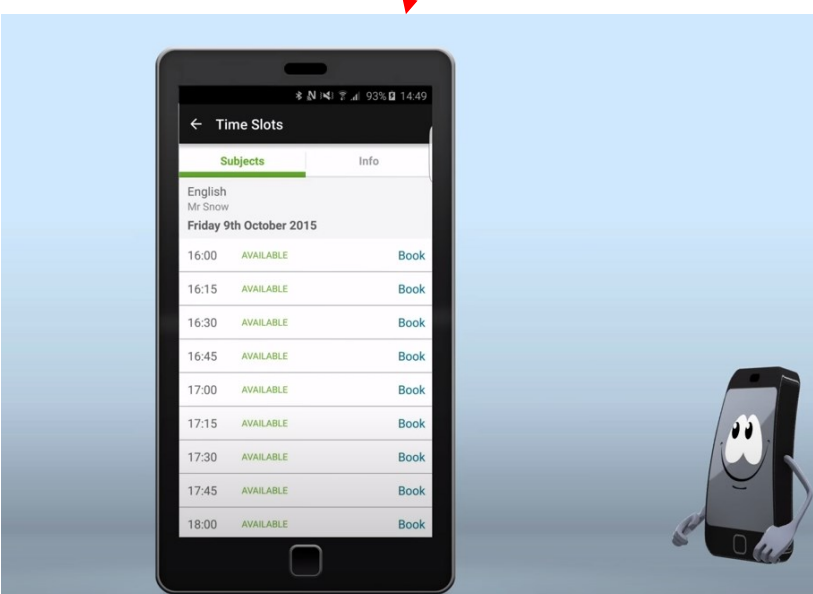 93% 14:49
Time Slots
Subjects Info
English
Mr Snow
Friday 9th October 2015
16:00 AVAILABLE Book
16:15 AVAILABLE Book
16:30 AVAILABLE Book
16:45 AVAILABLE Book
17:00 AVAILABLE Book
17:15 AVAILABLE Book
17:30 AVAILABLE Book
17:45 AVAILABLE Book
18:00 AVAILABLE Book